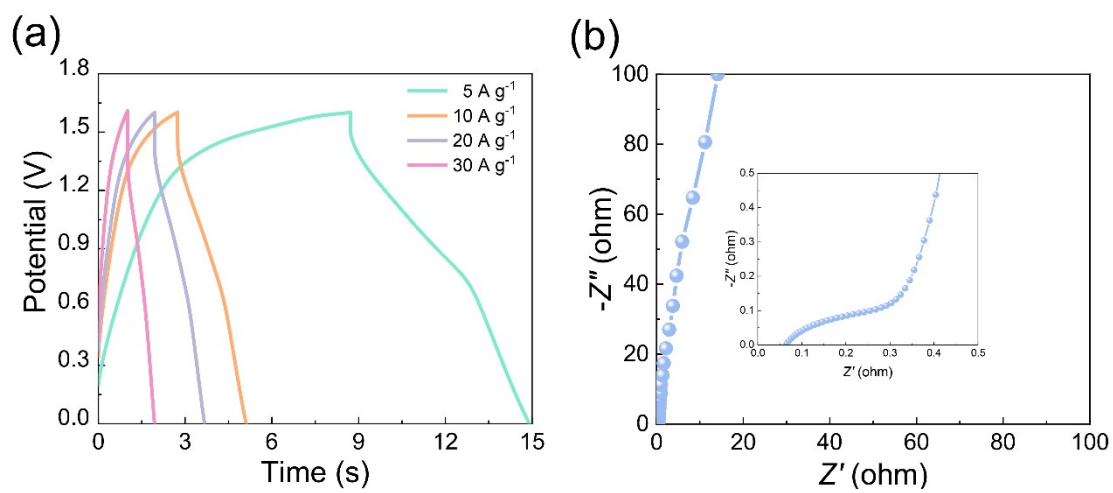 (a)
Potential (V)
1.8
1.5
1.2
0.9
0.6
0.3
0.0
5 A g⁻¹
10 A g⁻¹
20 A g⁻¹
30 A g⁻¹
0 3 6 9 12 15
Time (s)
(b)
-Z″ (ohm)
100
80
60
40
20
0
0 20 40 60 80 100
Z′ (ohm)
-Z″ (ohm)
0.5
0.4
0.3
0.2
0.1
0.0
0.0 0.1 0.2 0.3 0.4 0.5
Z′ (ohm)